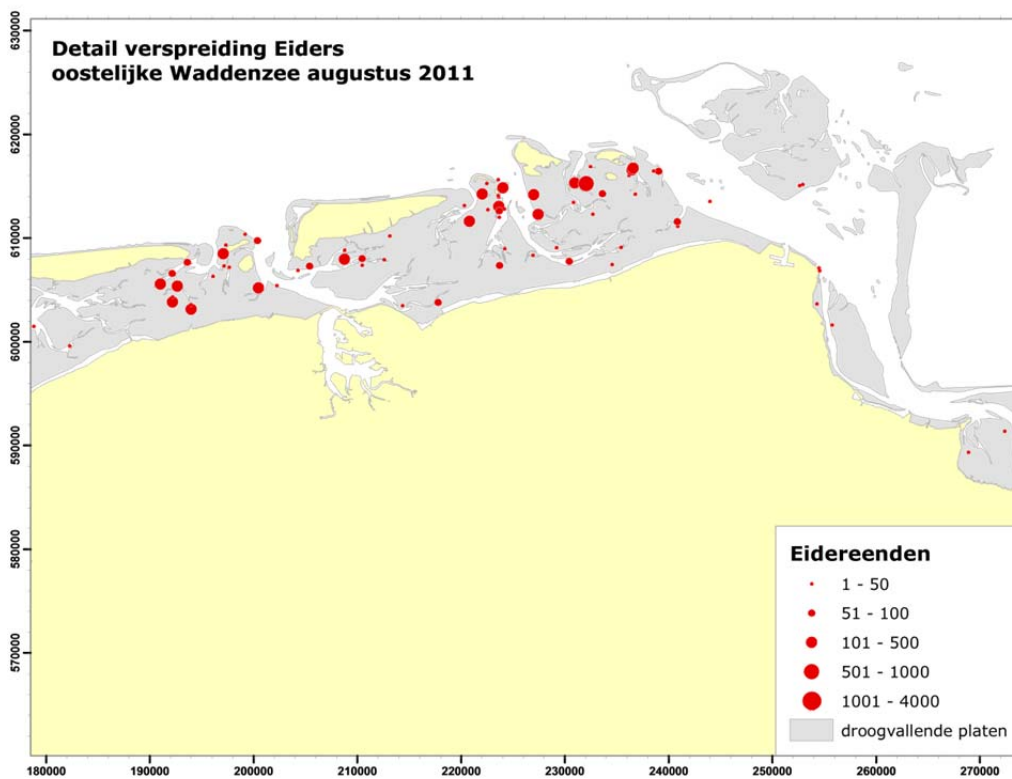 Detail verspreiding Eiders
oostelijke Waddenzee augustus 2011
630000
620000
610000
600000
590000
580000
570000
Eidereenden
1 - 50
51 - 100
101 - 500
501 - 1000
1001 - 4000
droogvallende platen
180000 190000 200000 210000 220000 230000 240000 250000 260000 270000